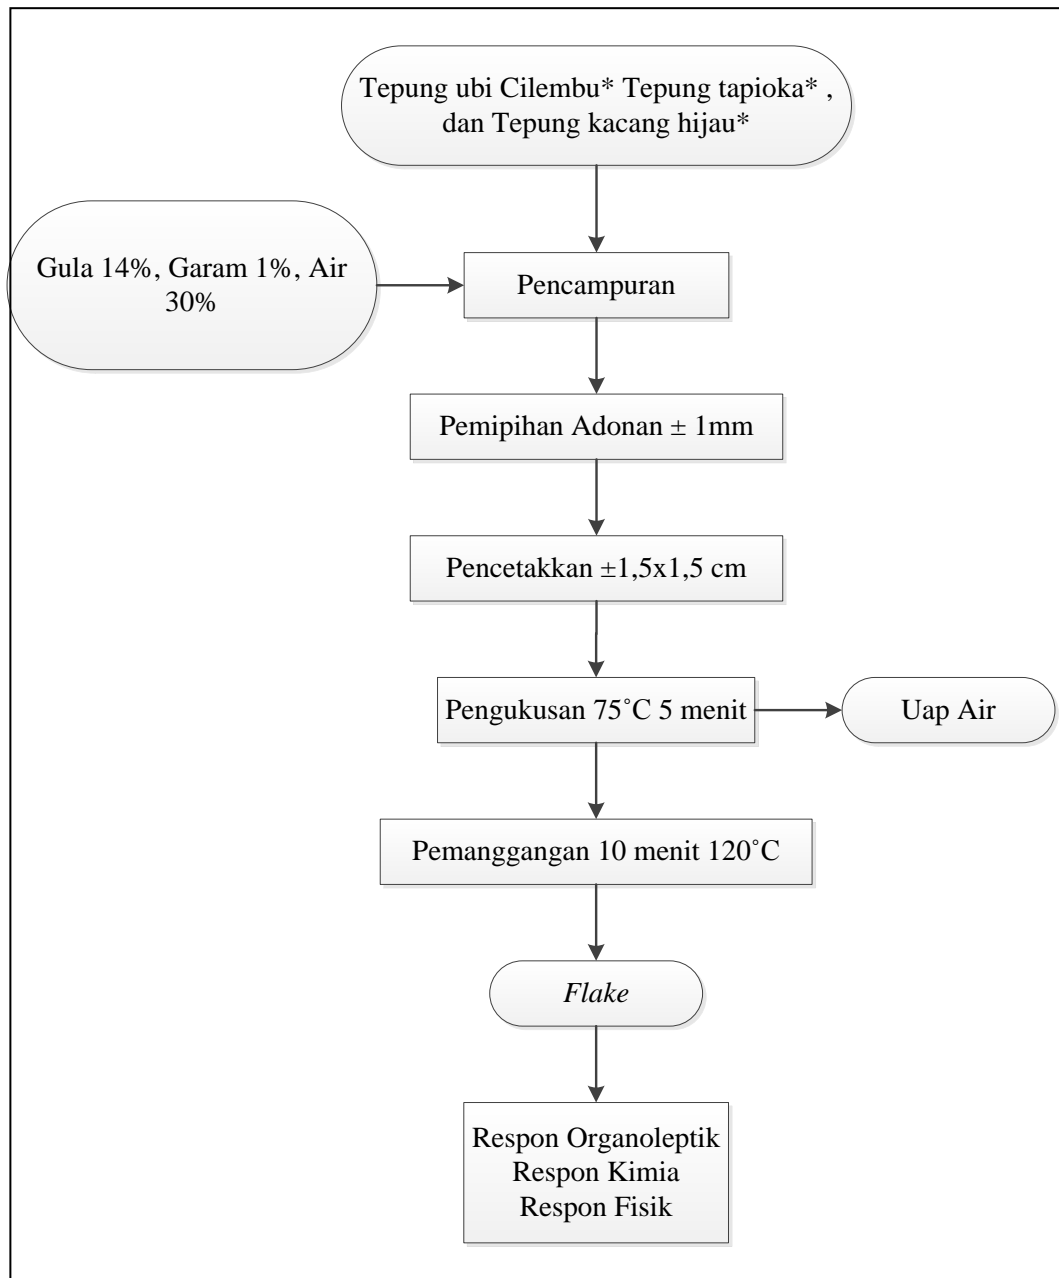 Tepung ubi Cilembu* Tepung tapioka* ,
dan Tepung kacang hijau*
Gula 14%, Garam 1%, Air
30%
Pencampuran
Pemipihan Adonan ± 1mm
Pencetakkan ±1,5x1,5 cm
Pengukusan 75˚C 5 menit
Uap Air
Pemanggangan 10 menit 120˚C
Flake
Respon Organoleptik
Respon Kimia
Respon Fisik